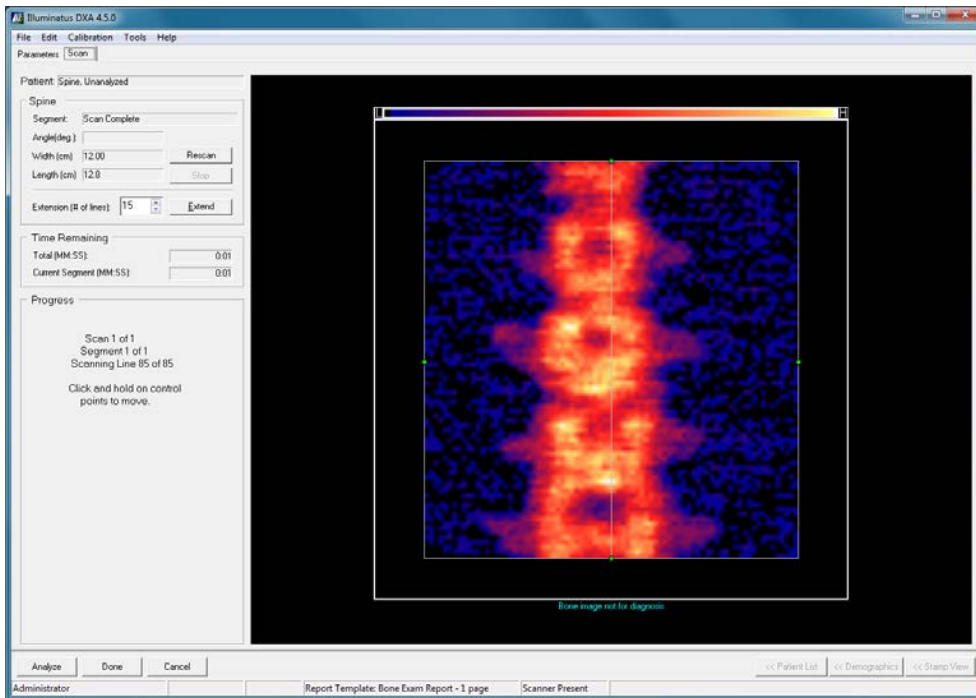 Illuminatus DXA 4.5.0
File Edit Calibration Tools Help
Parameters Scan
Patient: Spine, Unanalyzed
Spine
Segment: Scan Complete
Angle(deg.):
Width (cm) 12.00 Rescan
Length (cm) 12.0 Stop
Extension (# of lines): 15 Extend
Time Remaining
Total (MM:SS): 0:01
Current Segment (MM:SS): 0:01
Progress
Scan 1 of 1
Segment 1 of 1
Scanning Line 85 of 85
Click and hold on control
points to move.
L H
Bone image not for diagnosis
Analyze Done Cancel << Patient List << Demographics << Stamp View
Administrator Report Template: Bone Exam Report - 1 page Scanner Present